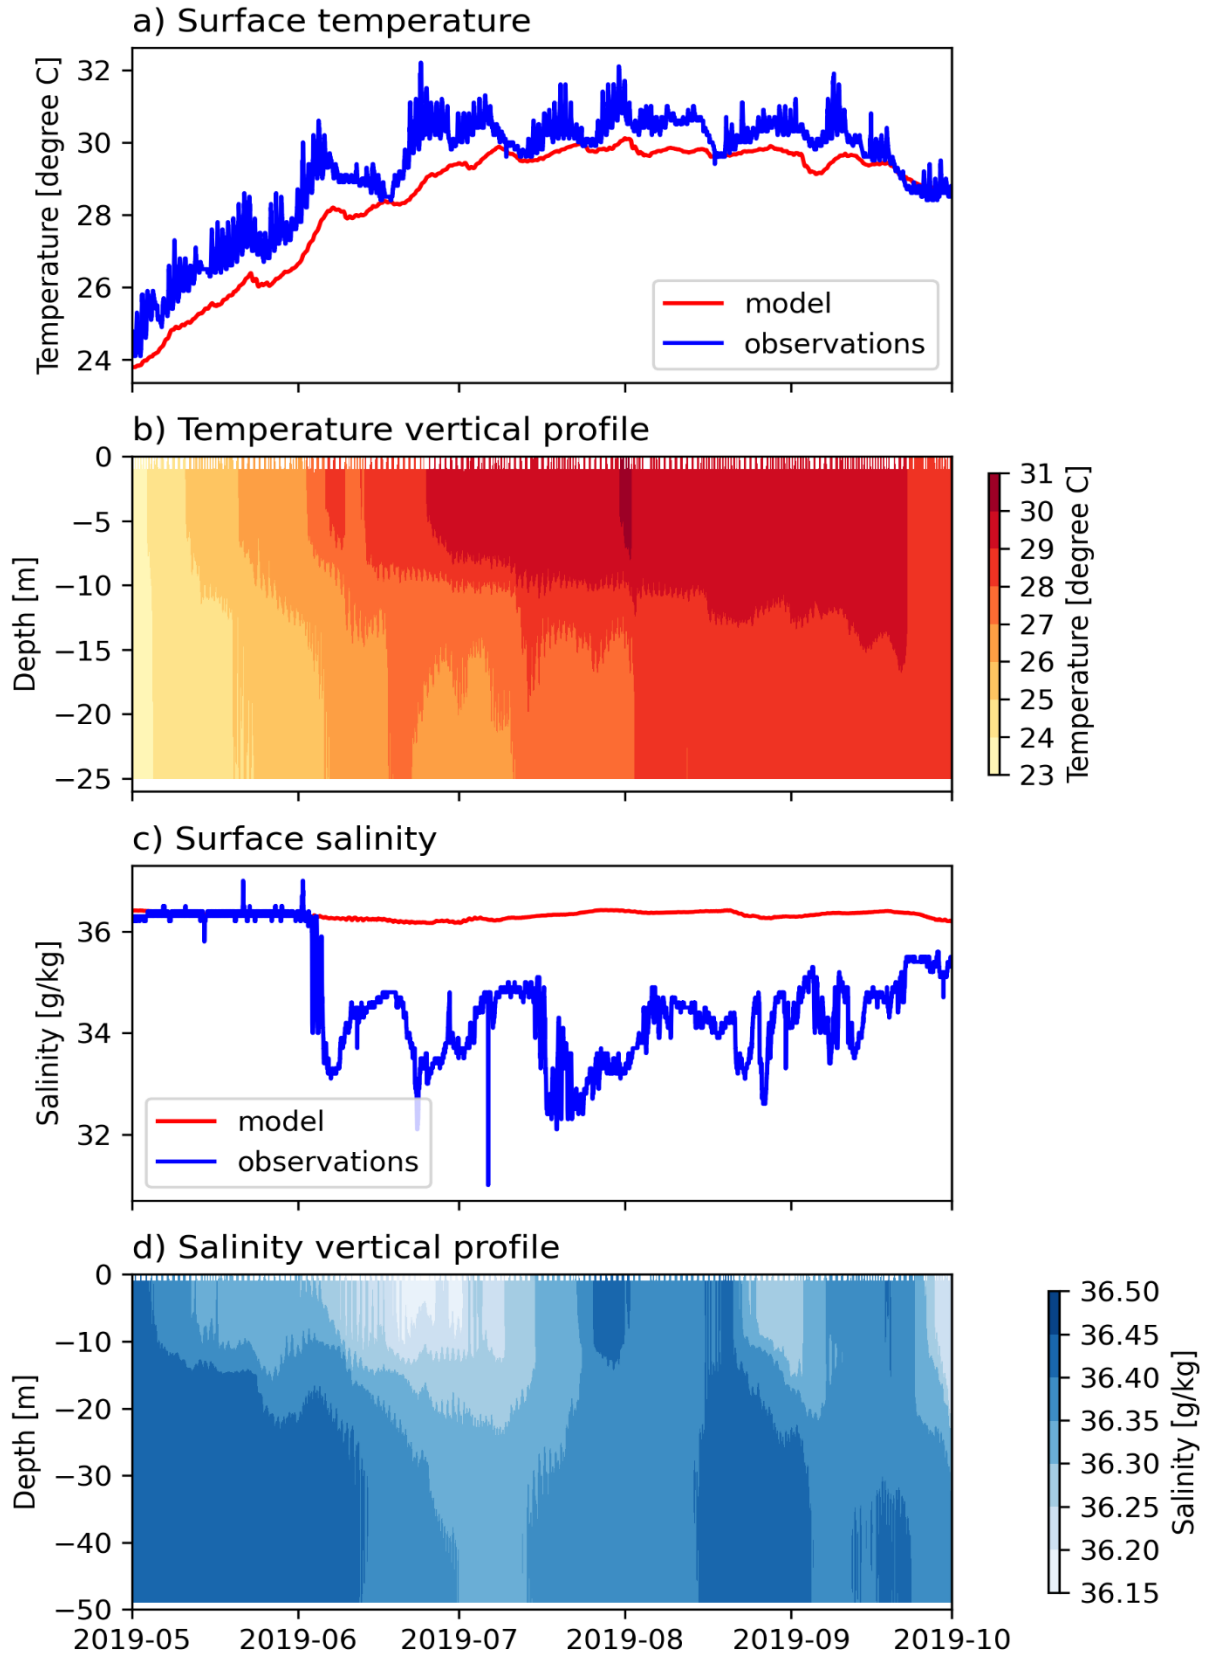 a) Surface temperature
32
30
28
26
24
Temperature [degree C]
model
observations
b) Temperature vertical profile
0
−5
−10
−15
−20
−25
Depth [m]
31
30
29
28
27
26
25
24
23
Temperature [degree C]
c) Surface salinity
36
34
32
Salinity [g/kg]
model
observations
d) Salinity vertical profile
0
−10
−20
−30
−40
−50
Depth [m]
36.50
36.45
36.40
36.35
36.30
36.25
36.20
36.15
Salinity [g/kg]
2019-05 2019-06 2019-07 2019-08 2019-09 2019-10